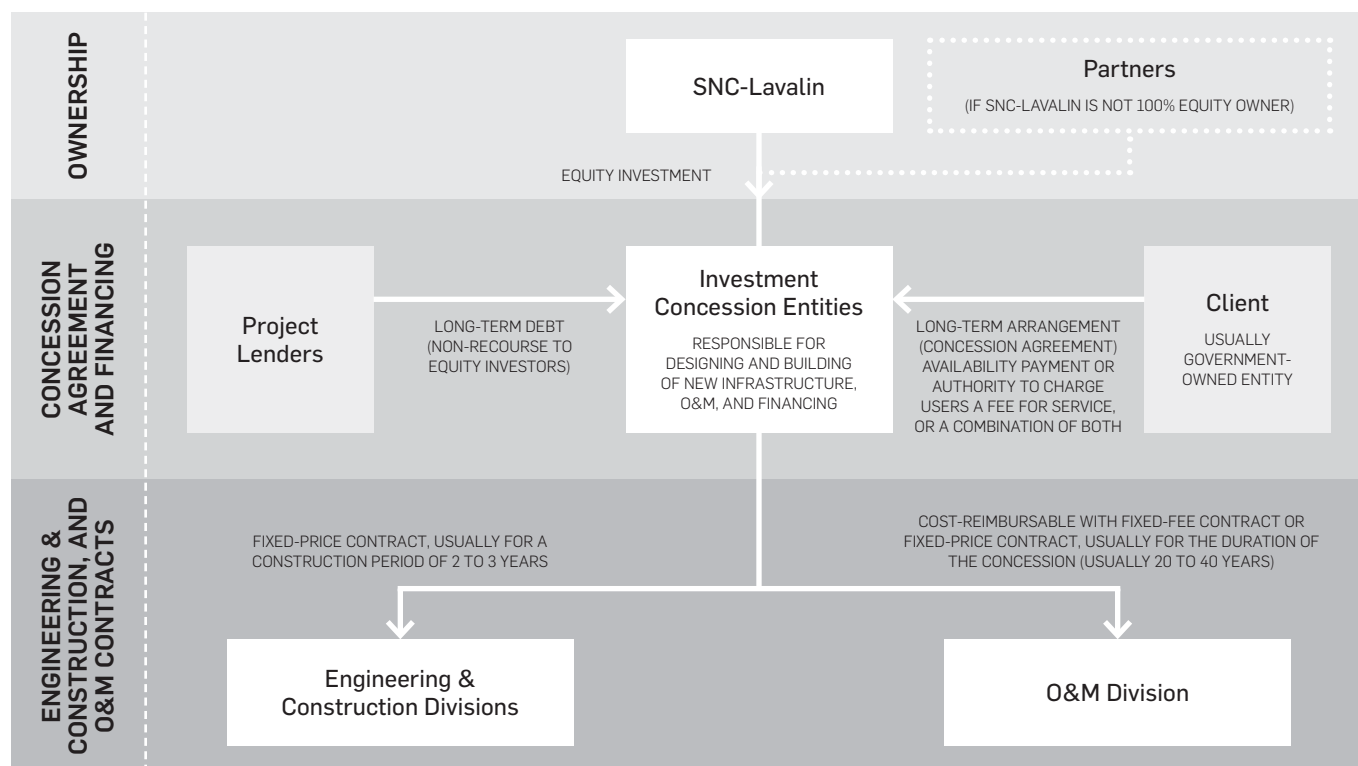 OWNERSHIP
SNC-Lavalin
Partners
(IF SNC-LAVALIN IS NOT 100% EQUITY OWNER)
EQUITY INVESTMENT
CONCESSION
AGREEMENT
AND FINANCING
Project
Lenders
LONG-TERM DEBT
(NON-RECOURSE TO
EQUITY INVESTORS)
Investment
Concession Entities
RESPONSIBLE FOR
DESIGNING AND BUILDING
OF NEW INFRASTRUCTURE,
O&M, AND FINANCING
LONG-TERM ARRANGEMENT
(CONCESSION AGREEMENT)
AVAILABILITY PAYMENT OR
AUTHORITY TO CHARGE
USERS A FEE FOR SERVICE,
OR A COMBINATION OF BOTH
Client
USUALLY
GOVERNMENT-
OWNED ENTITY
ENGINEERING &
CONSTRUCTION, AND
O&M CONTRACTS
FIXED-PRICE CONTRACT, USUALLY FOR A
CONSTRUCTION PERIOD OF 2 TO 3 YEARS
COST-REIMBURSABLE WITH FIXED-FEE CONTRACT OR
FIXED-PRICE CONTRACT, USUALLY FOR THE DURATION OF
THE CONCESSION (USUALLY 20 TO 40 YEARS)
Engineering &
Construction Divisions
O&M Division